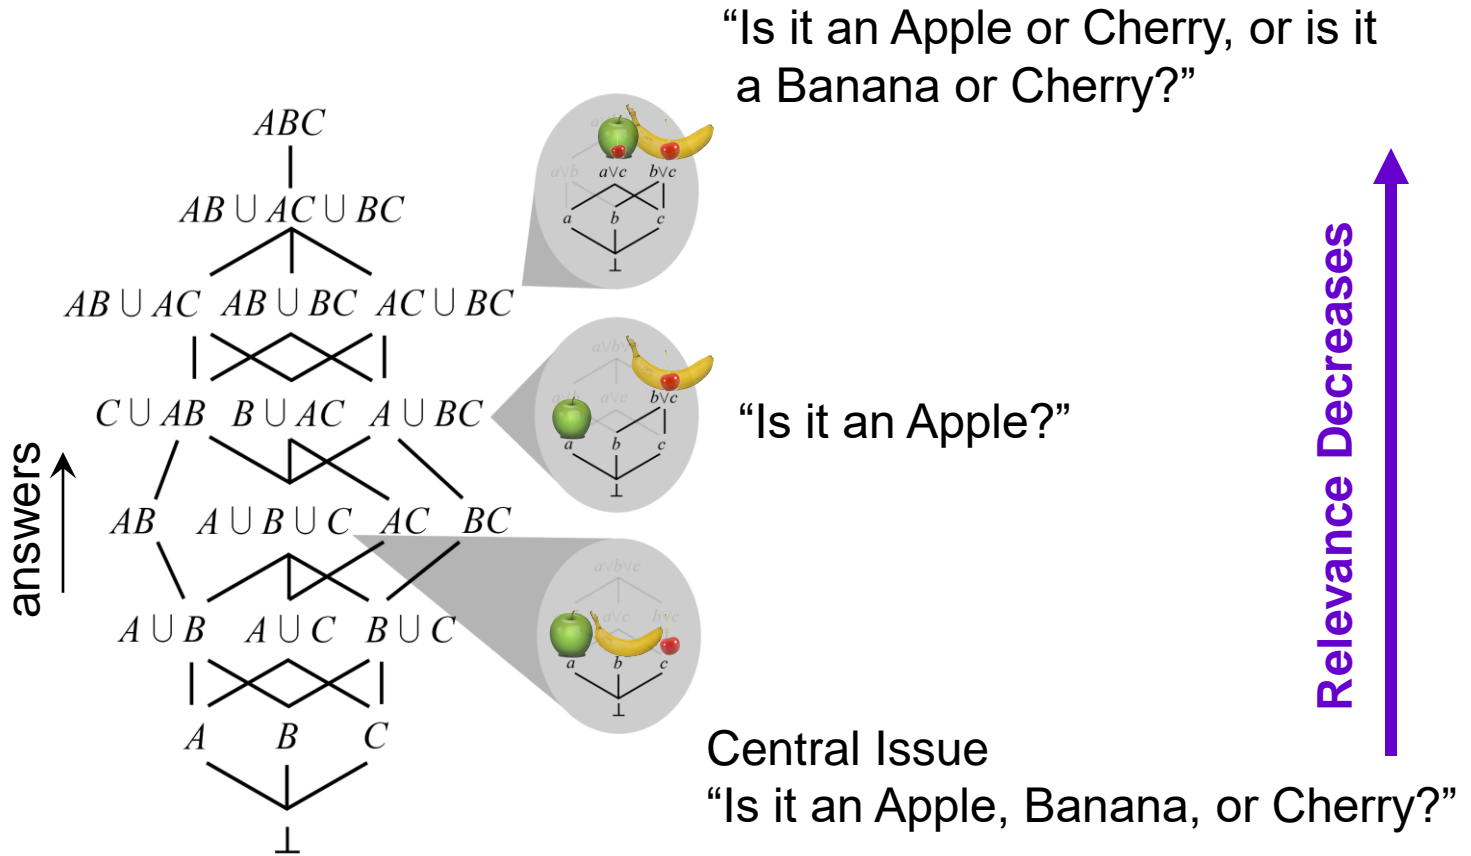 “Is it an Apple or Cherry, or is it
a Banana or Cherry?”
ABC
AB ∪ AC ∪ BC
AB ∪ AC AB ∪ BC AC ∪ BC
C ∪ AB B ∪ AC A ∪ BC
AB A ∪ B ∪ C AC BC
A ∪ B A ∪ C B ∪ C
A B C
⊥
answers
a∨b a∨c b∨c
a b c
⊥
a∨b∨
a∨b a∨c b∨c
a b c
⊥
“Is it an Apple?”
a∨b∨c
a∨c b∨c
a b c
⊥
Central Issue
“Is it an Apple, Banana, or Cherry?”
Relevance Decreases